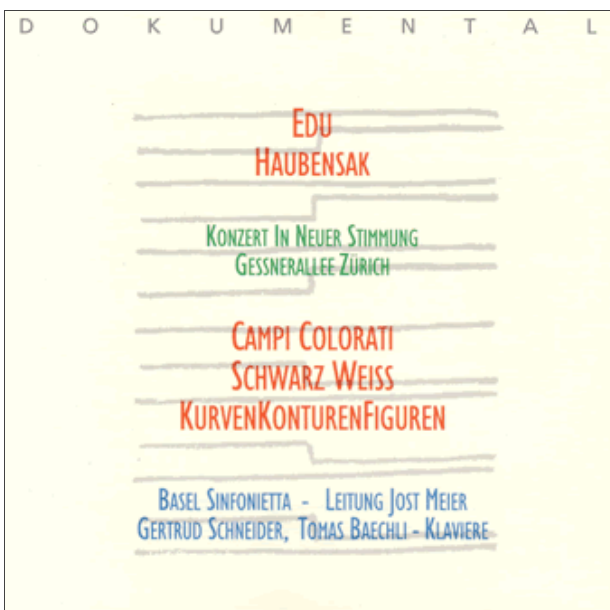 DOKUMENTAL
EDU
HAUBENSAK
KONZERT IN NEUER STIMMUNG
GESSNERALLEE ZÜRICH
CAMPI COLORATI
SCHWARZ WEISS
KURVENKONTURENFIGUREN
BASEL SINFONIETTA - LEITUNG JOST MEIER
GERTRUD SCHNEIDER, TOMAS BAECHLI - KLAVIERE